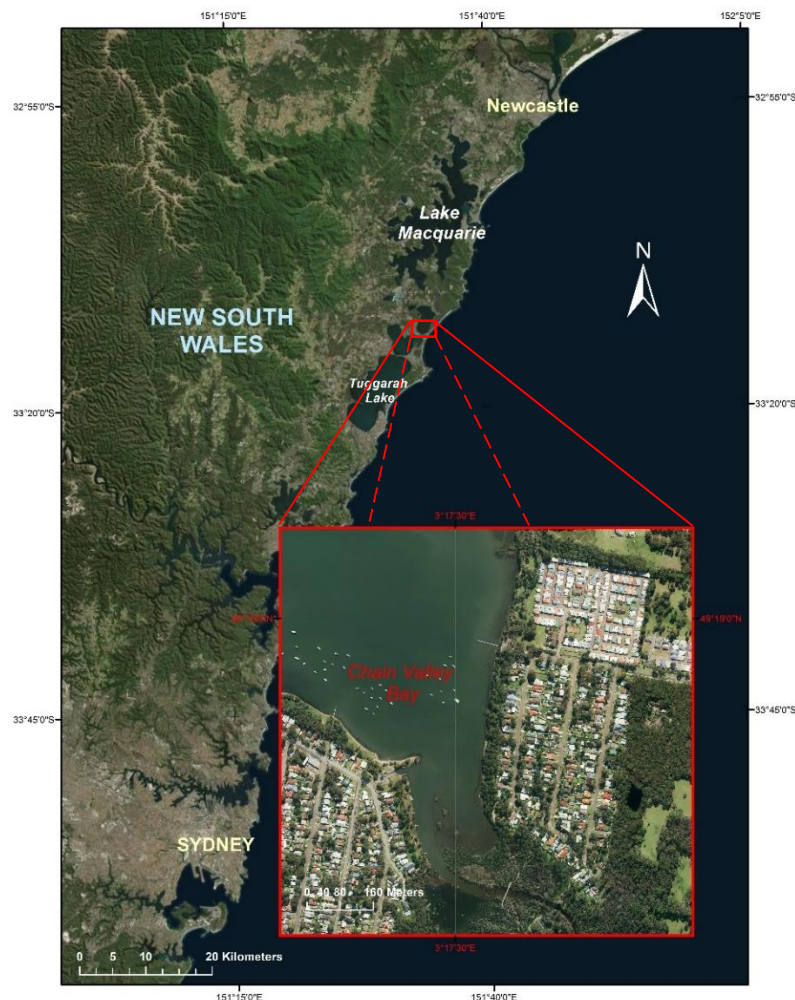 151°15'0"E
151°40'0"E
152°5'0"E
32°55'0"S
32°55'0"S
Newcastle
Lake
Macquarie
N
NEW SOUTH
WALES
Tuggarah
Lake
33°20'0"S
33°20'0"S
3°17'30"E
49°19'0"N
Chain Valley
Bay
33°45'0"S
33°45'0"S
SYDNEY
0 40 80 160 Meters
3°17'30"E
0 5 10 20 Kilometers
151°15'0"E
151°40'0"E